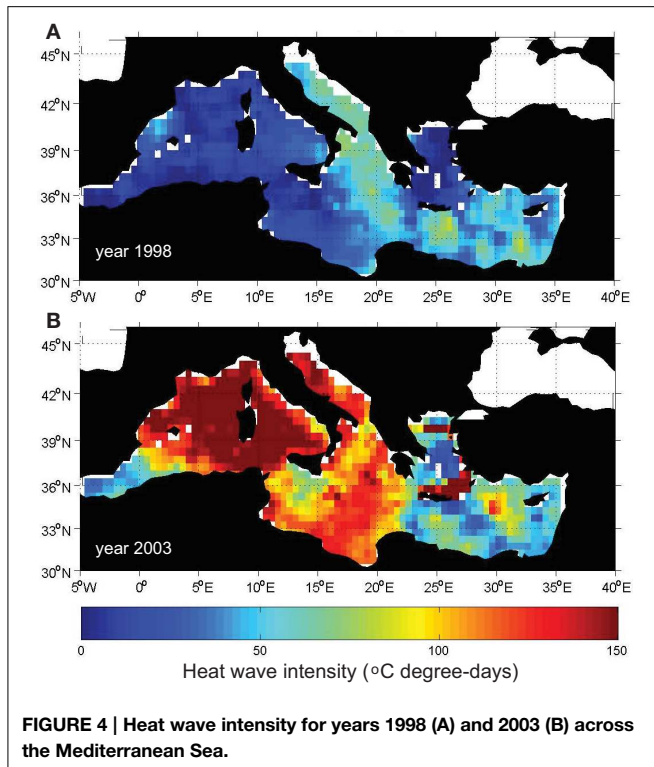 A
45°N
42°N
39°N
36°N
33°N
30°N
year 1998
5°W 0° 5°E 10°E 15°E 20°E 25°E 30°E 35°E 40°E
B
45°N
42°N
39°N
36°N
33°N
30°N
year 2003
5°W 0° 5°E 10°E 15°E 20°E 25°E 30°E 35°E 40°E
0 50 100 150
Heat wave intensity (°C degree-days)
FIGURE 4 | Heat wave intensity for years 1998 (A) and 2003 (B) across
the Mediterranean Sea.